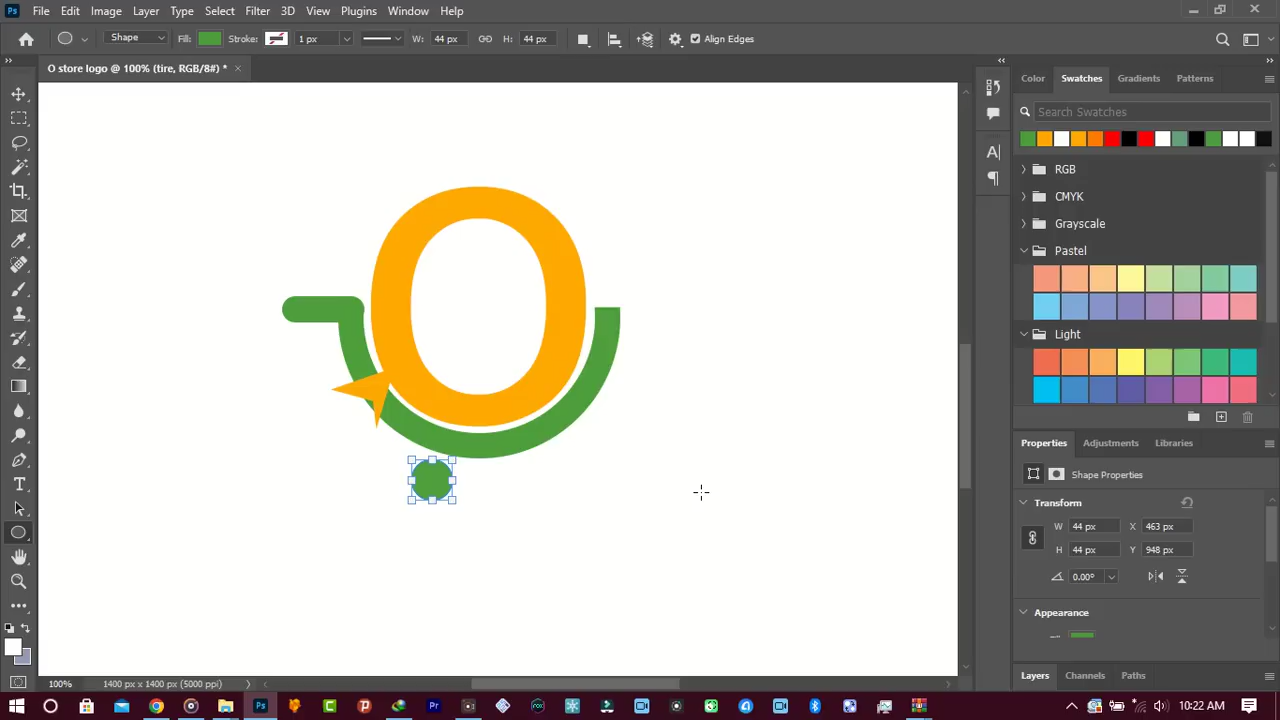 Ps File Edit Image Layer Type Select Filter 3D View Plugins Window Help
Shape Fill: Stroke: 1 px W: 44 px H: 44 px Align Edges
O store logo @ 100% (tire, RGB/8#) * ×
Color Swatches Gradients Patterns
Search Swatches
RGB
CMYK
Grayscale
Pastel
Light
Properties Adjustments Libraries
Shape Properties
Transform
W 44 px X 463 px
H 44 px Y 948 px
0.00°
Appearance
Layers Channels Paths
100% 1400 px x 1400 px (5000 ppi)
O
T
A
Ps Pr
10:22 AM